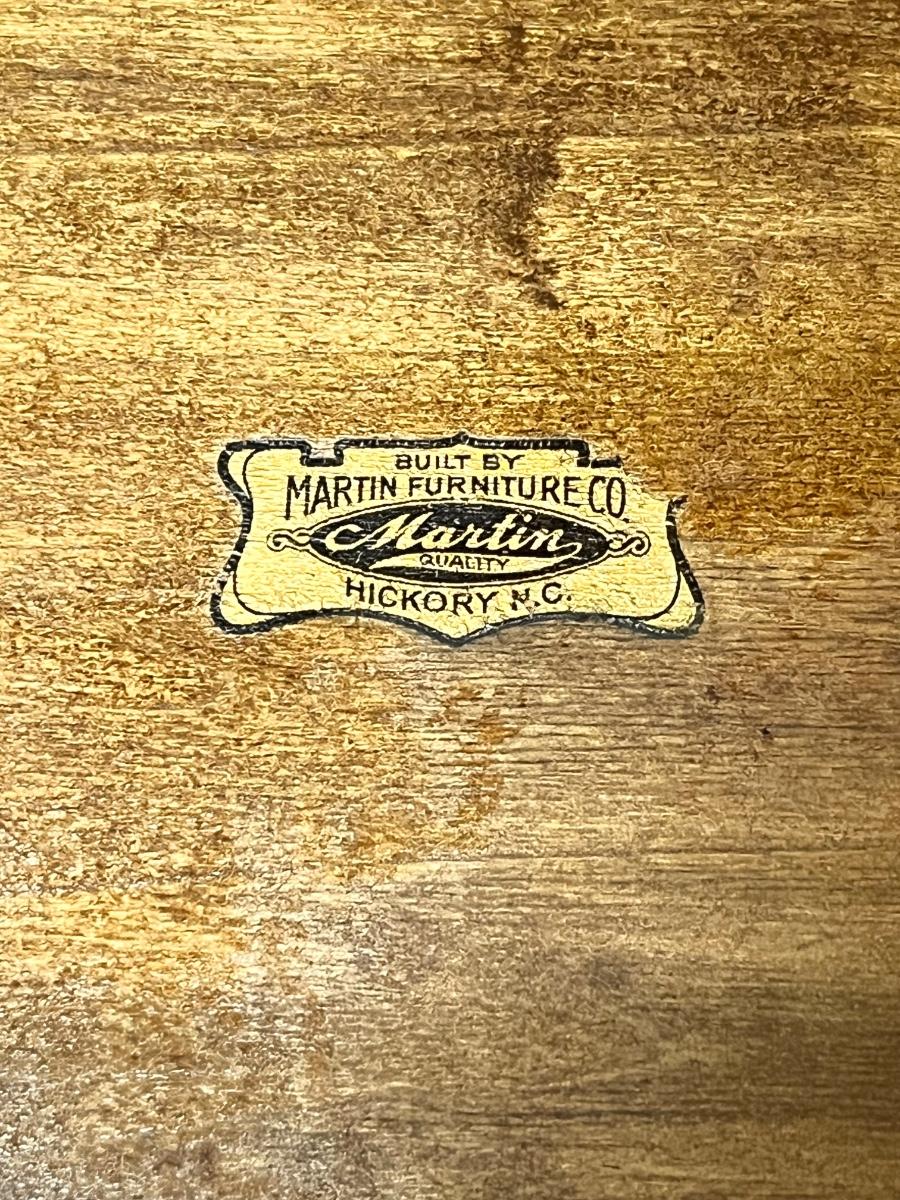 BUILT BY
MARTIN FURNITURE CO.
Martin
QUALITY
HICKORY N.C.